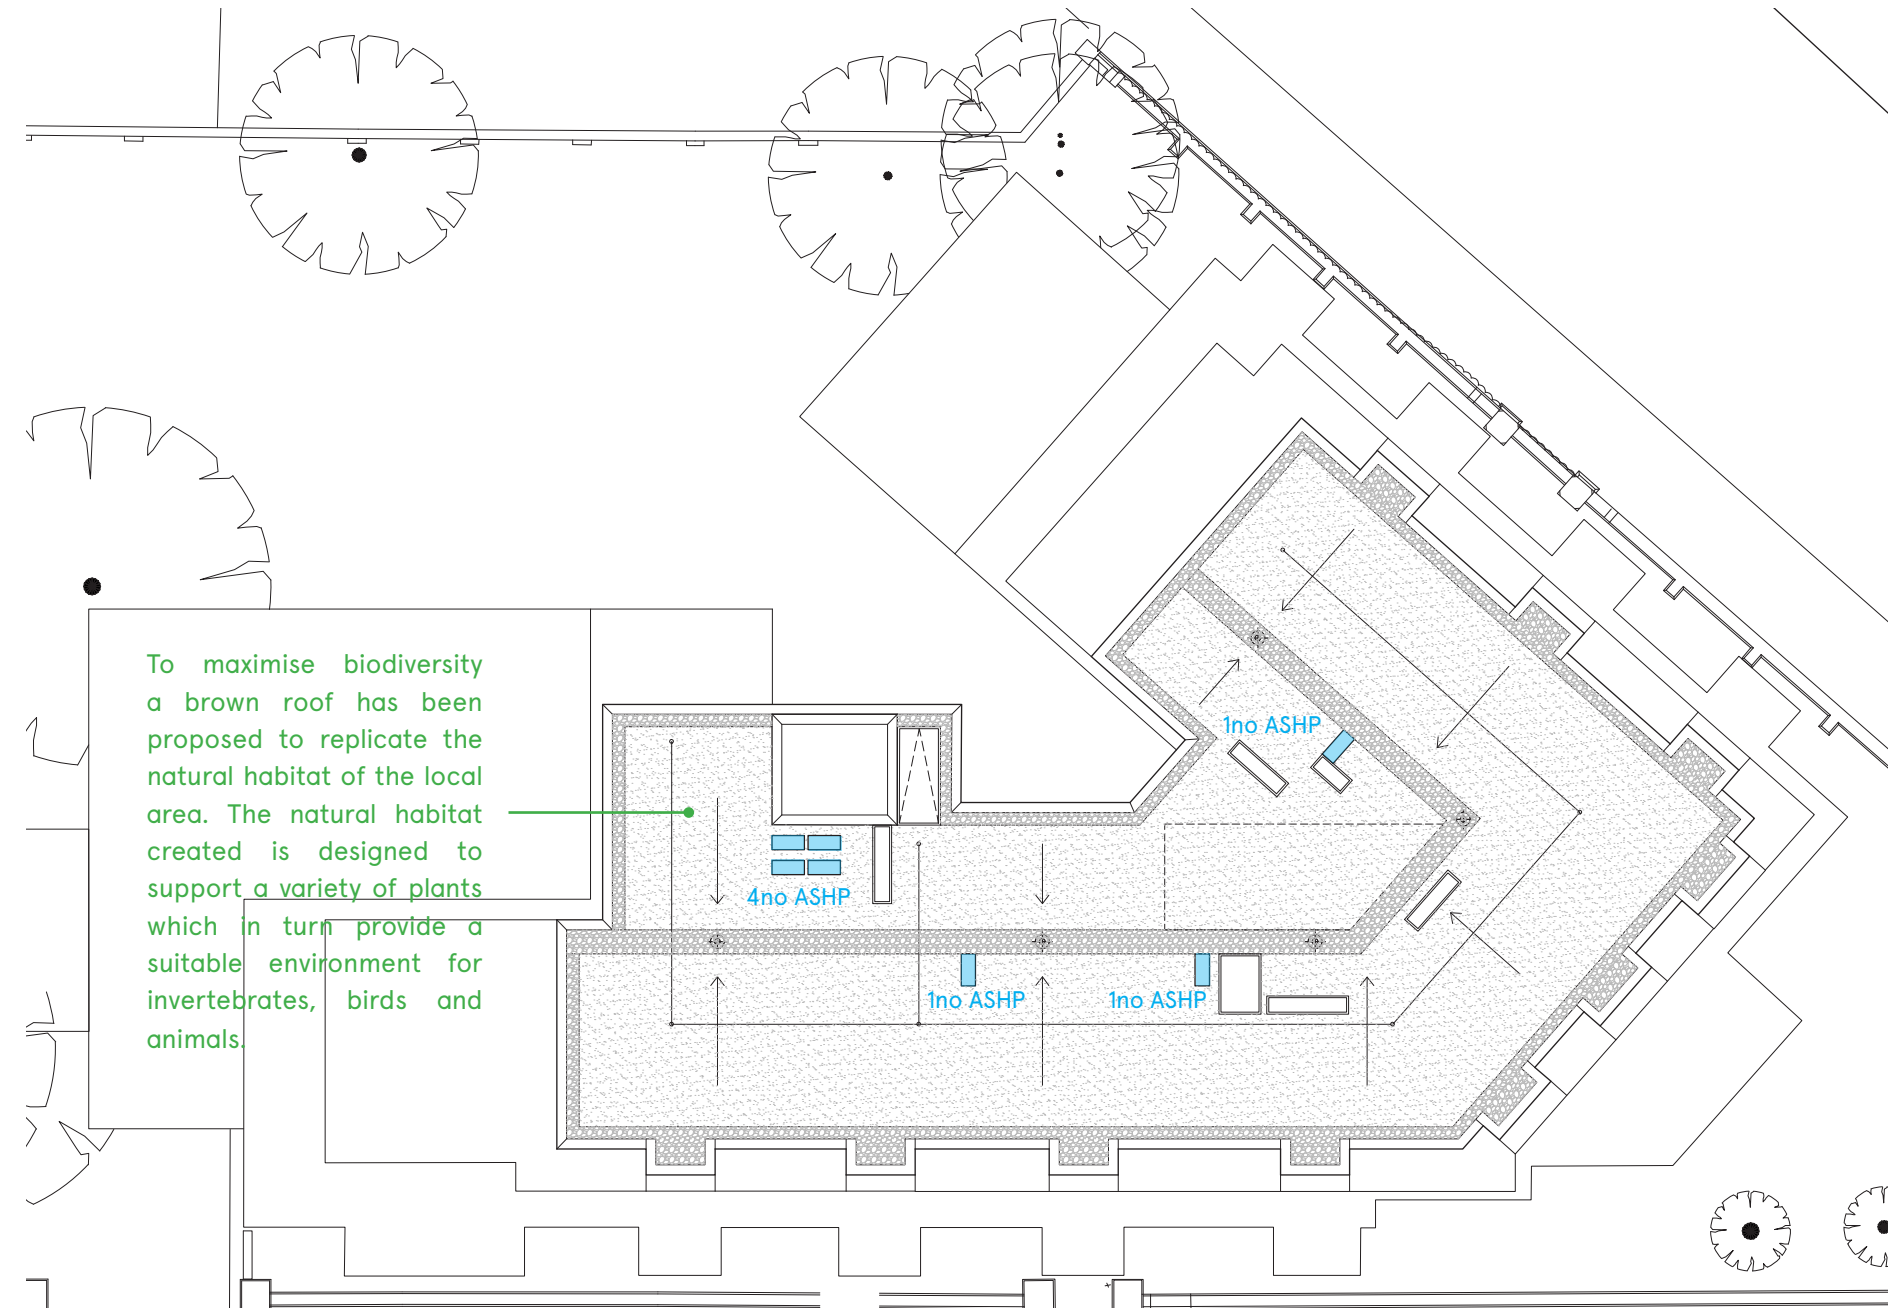 To maximise biodiversity
a brown roof has been
proposed to replicate the
natural habitat of the local
area. The natural habitat
created is designed to
support a variety of plants
which in turn provide a
suitable environment for
invertebrates, birds and
animals.
1no ASHP
4no ASHP
1no ASHP
1no ASHP